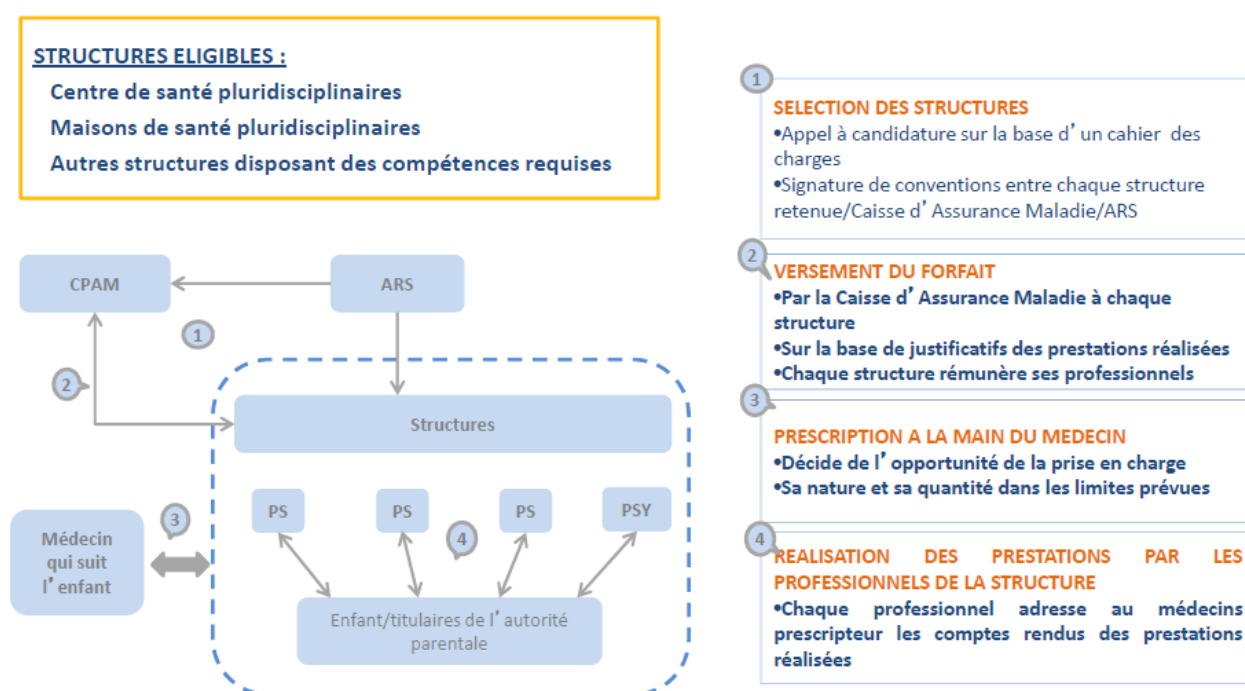 STRUCTURES ELIGIBLES :
Centre de santé pluridisciplinaires
Maisons de santé pluridisciplinaires
Autres structures disposant des compétences requises
CPAM
ARS
1
2
Structures
PS
PS
PS
PSY
3
4
Médecin
qui suit
l’enfant
Enfant/titulaires de l’autorité
parentale
1
SELECTION DES STRUCTURES
•Appel à candidature sur la base d’un cahier des
charges
•Signature de conventions entre chaque structure
retenue/Caisse d’Assurance Maladie/ARS
2
VERSEMENT DU FORFAIT
•Par la Caisse d’Assurance Maladie à chaque
structure
•Sur la base de justificatifs des prestations réalisées
•Chaque structure rémunère ses professionnels
3
PRESCRIPTION A LA MAIN DU MEDECIN
•Décide de l’opportunité de la prise en charge
•Sa nature et sa quantité dans les limites prévues
4
REALISATION DES PRESTATIONS PAR LES
PROFESSIONNELS DE LA STRUCTURE
•Chaque professionnel adresse au médecins
prescripteur les comptes rendus des prestations
réalisées